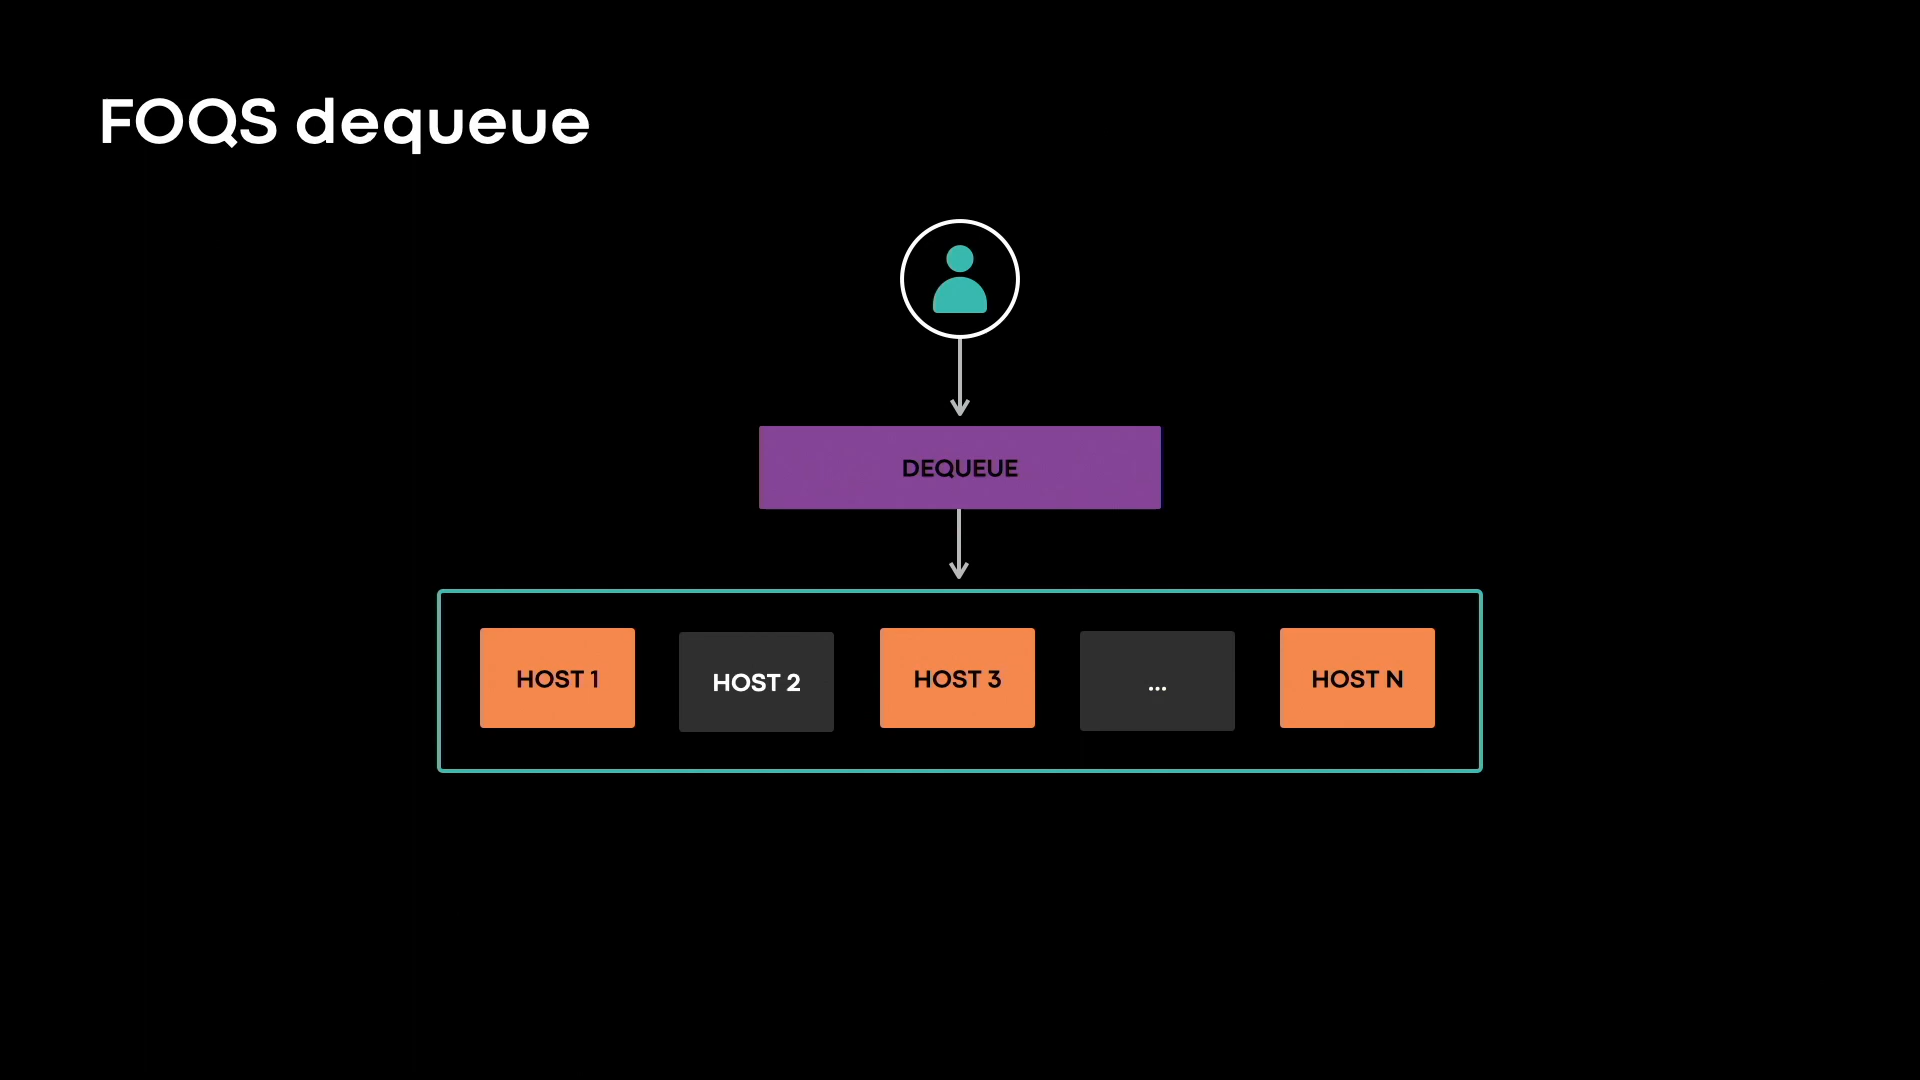 FOQS dequeue
DEQUEUE
HOST 1
HOST 2
HOST 3
...
HOST N